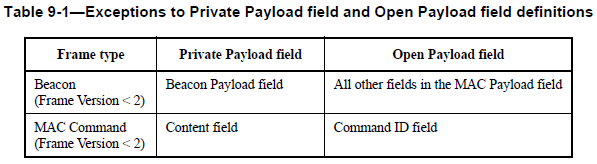 Table 9-1—Exceptions to Private Payload field and Open Payload field definitions
Frame type Private Payload field Open Payload field
Beacon Beacon Payload field All other fields in the MAC Payload field
(Frame Version < 2)
MAC Command Content field Command ID field
(Frame Version < 2)